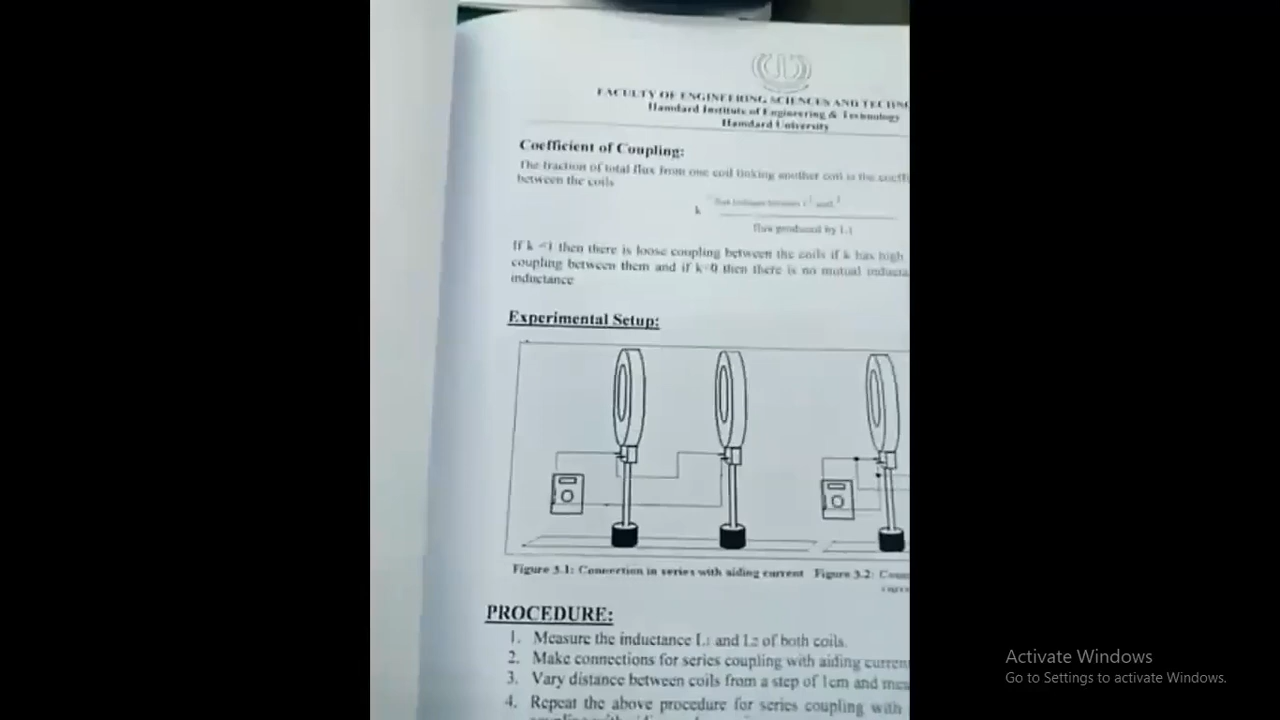 FACULTY OF ENGINEERING SCIENCES AND TECHNO
Hamdard Institute of Engineering & Technology
Hamdard University
Coefficient of Coupling:
The fraction of total flux from one coil linking another coil is the coeffi
between the coils
k
flux produced by L1
If k <1 then there is loose coupling between the coils if k has high
coupling between them and if k=0 then there is no mutual inducta
inductance
Experimental Setup:
Figure 3.1: Connection in series with aiding current Figure 3.2:
PROCEDURE:
1. Measure the inductance L1 and L2 of both coils.
2. Make connections for series coupling with aiding curren
3. Vary distance between coils from a step of 1cm and mea
4. Repeat the above procedure for series coupling with
Activate Windows
Go to Settings to activate Windows.